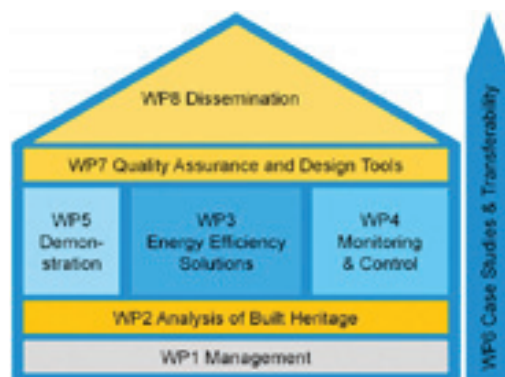 WP8 Dissemination
WP7 Quality Assurance and Design Tools
WP5
Demon-
stration
WP3
Energy Efficiency
Solutions
WP4
Monitoring
& Control
WP2 Analysis of Built Heritage
WP1 Management
WP6 Case Studies & Transferability